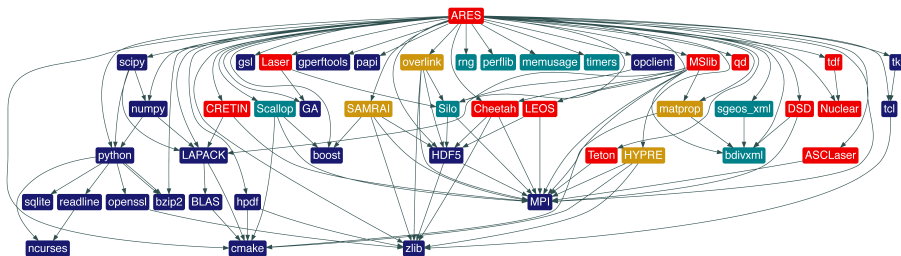 ARES
scipy gsl Laser gperftools papi overlink rng perflib memusage timers opclient MSlib qd tdf tk
numpy CRETIN Scallop GA SAMRAI Silo Cheetah LEOS matprop sgeos_xml DSD Nuclear tcl
python LAPACK boost HDF5 Teton HYPRE bdivxml ASCLaser
sqlite readline openssl bzip2 BLAS hpdf MPI
ncurses cmake zlib